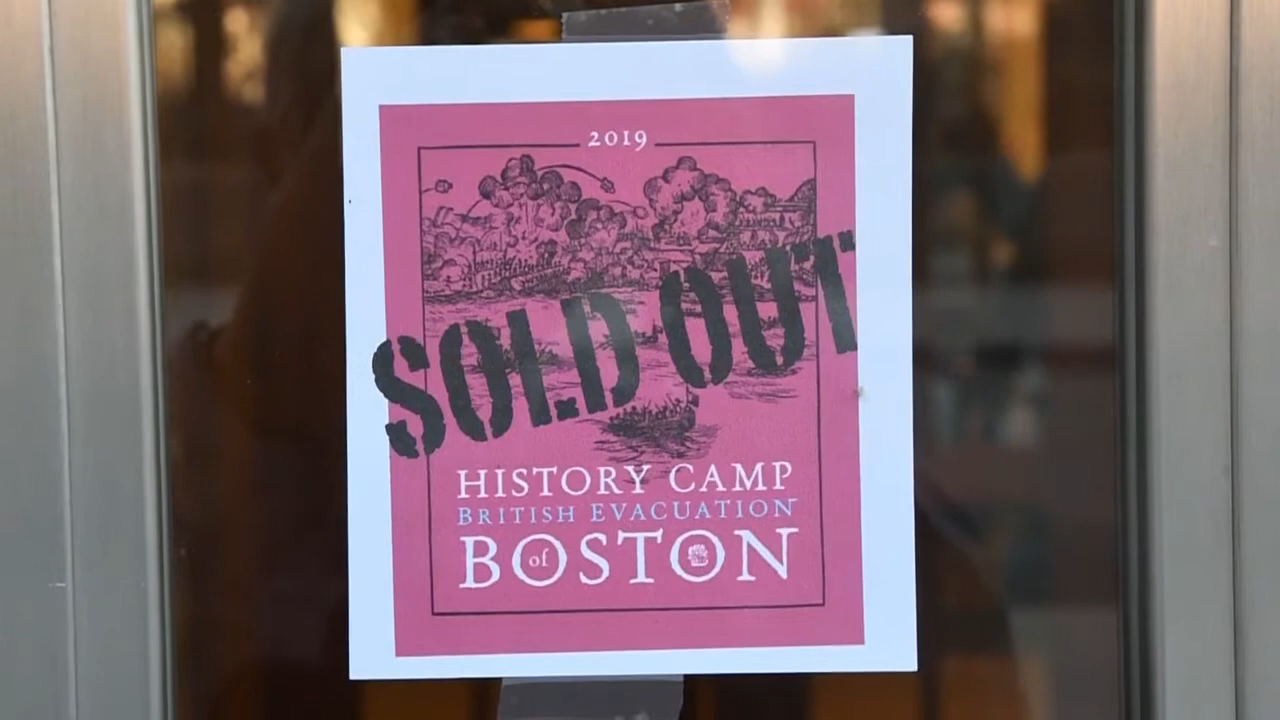 2019
SOLD OUT
HISTORY CAMP
BRITISH EVACUATION
of
BOSTON